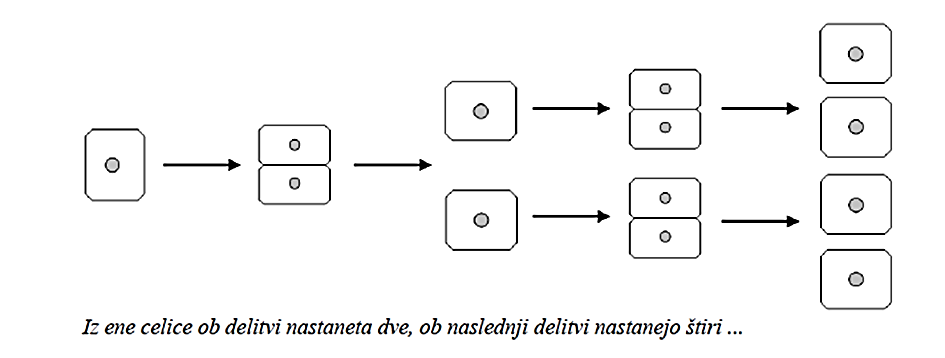 Iz ene celice ob delitvi nastaneta dve, ob naslednji delitvi nastanejo štiri ...